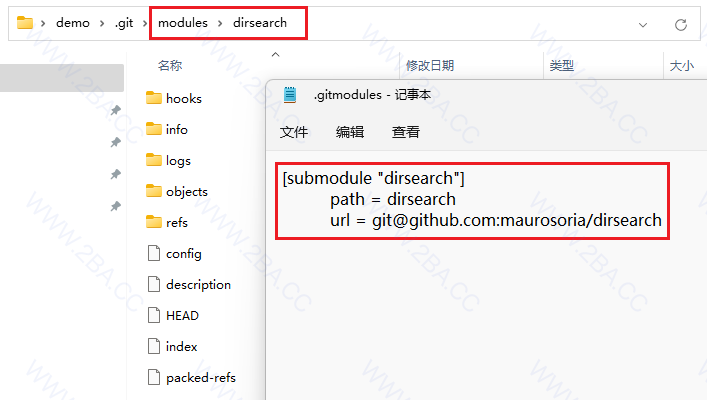 demo > .git > modules > dirsearch
名称
修改日期
类型
大小
hooks
info
logs
objects
refs
config
description
HEAD
index
packed-refs
.gitmodules - 记事本
文件 编辑 查看
[submodule "dirsearch"]
path = dirsearch
url = git@github.com:maurosoria/dirsearch
WWW.2BA.CC